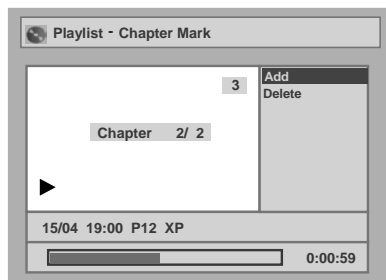 Playlist - Chapter Mark
3
Add
Delete
Chapter 2/ 2
15/04 19:00 P12 XP
0:00:59